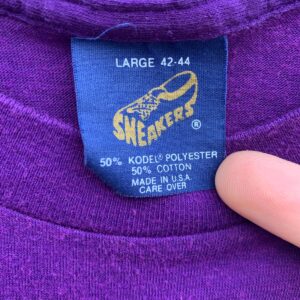 LARGE 42-44
SNEAKERS ®
50% KODEL® POLYESTER
50% COTTON
MADE IN U.S.A.
CARE OVER